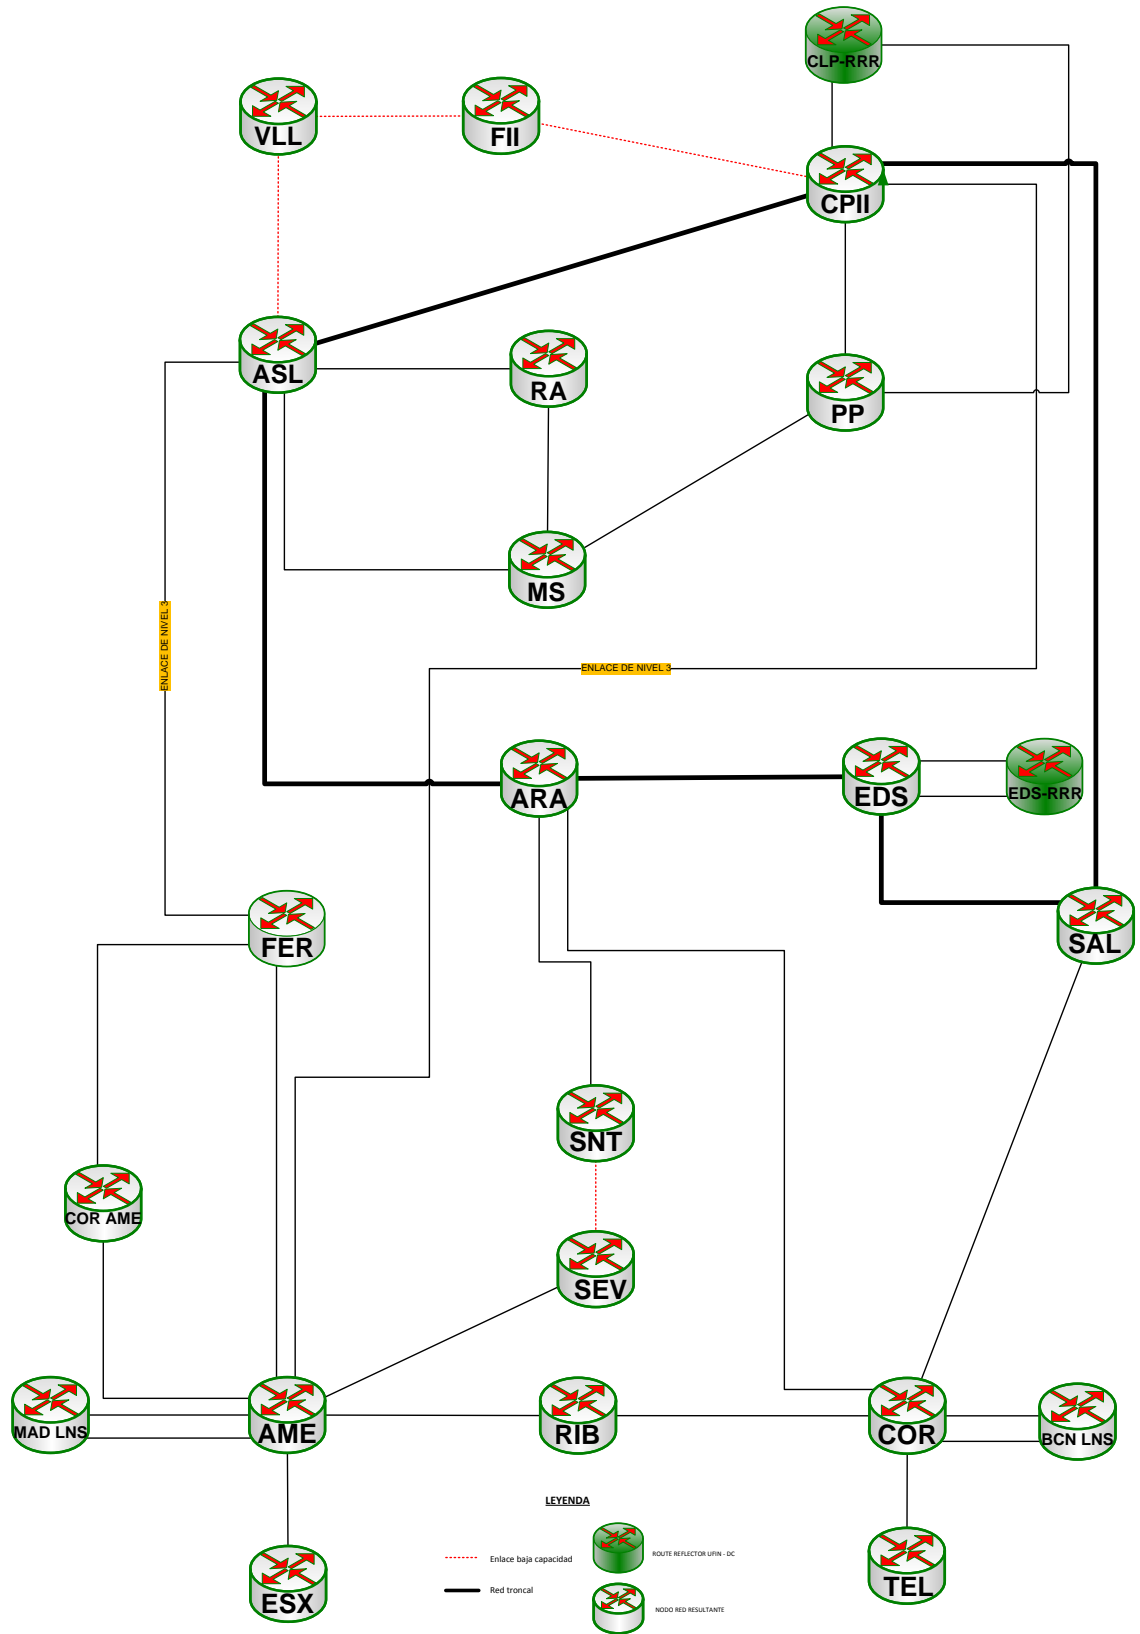 CLP-RRR
VLL
FII
CPII
ASL
RA
PP
MS
ENLACE DE NIVEL 3
ENLACE DE NIVEL 3
ARA
EDS
EDS-RRR
FER
SAL
SNT
COR AME
SEV
MAD LNS
AME
RIB
COR
BCN LNS
LEYENDA
Enlace baja capacidad
ROUTE REFLECTOR UFIN - DC
Red troncal
NODO RED RESULTANTE
ESX
TEL